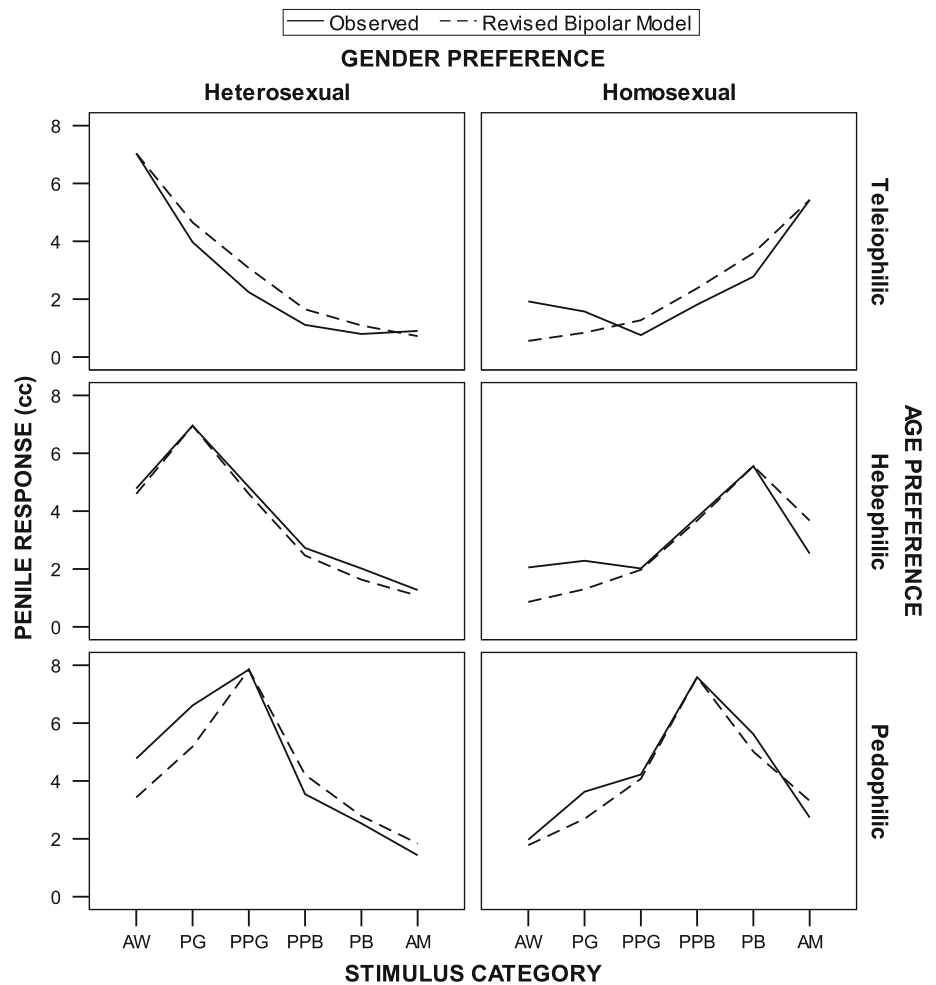 Observed Revised Bipolar Model
GENDER PREFERENCE
Heterosexual Homosexual
8
6
4
2
0
Teleiophilic
8
6
4
2
0
Hebephilic
8
6
4
2
0
Pedophilic
PENILE RESPONSE (cc)
AGE PREFERENCE
AW PG PPG PPB PB AM AW PG PPG PPB PB AM
STIMULUS CATEGORY